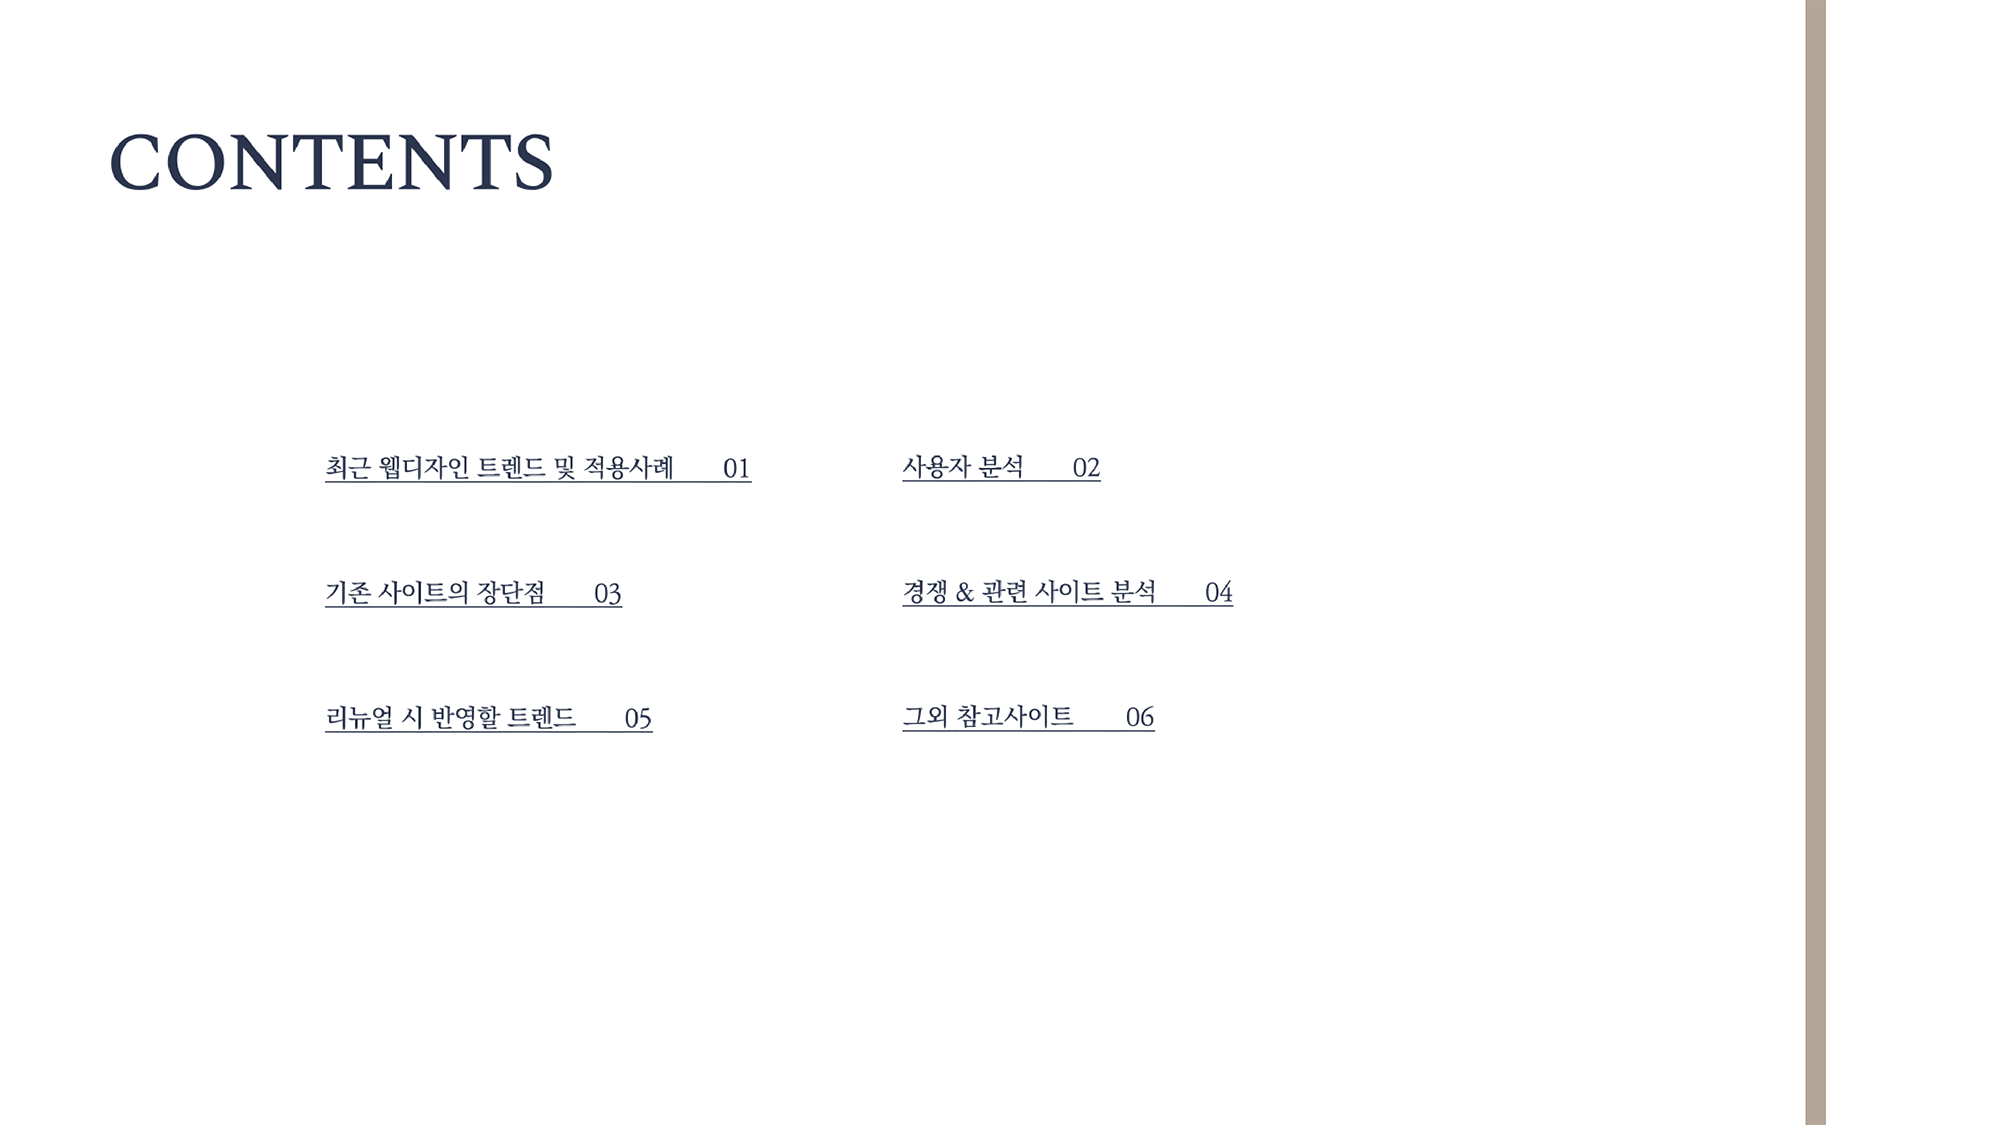 CONTENTS
최근 웹디자인 트렌드 및 적용사례 01
사용자 분석 02
기존 사이트의 장단점 03
경쟁 & 관련 사이트 분석 04
리뉴얼 시 반영할 트렌드 05
그외 참고사이트 06